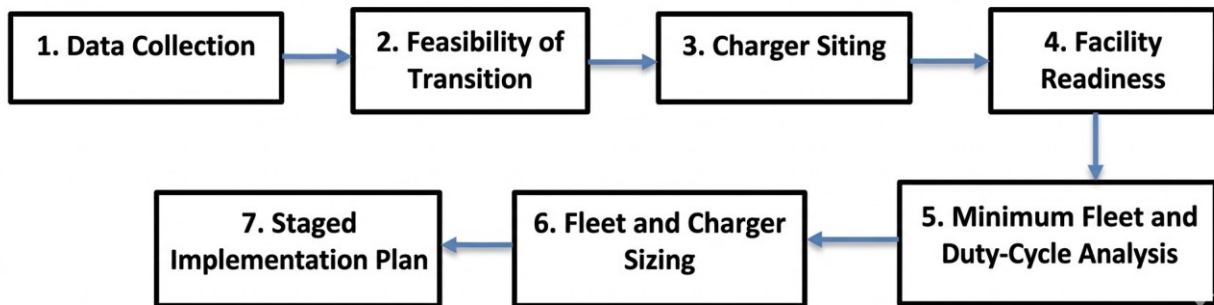 1. Data Collection
2. Feasibility of
Transition
3. Charger Siting
4. Facility
Readiness
5. Minimum Fleet and
Duty-Cycle Analysis
6. Fleet and Charger
Sizing
7. Staged
Implementation Plan